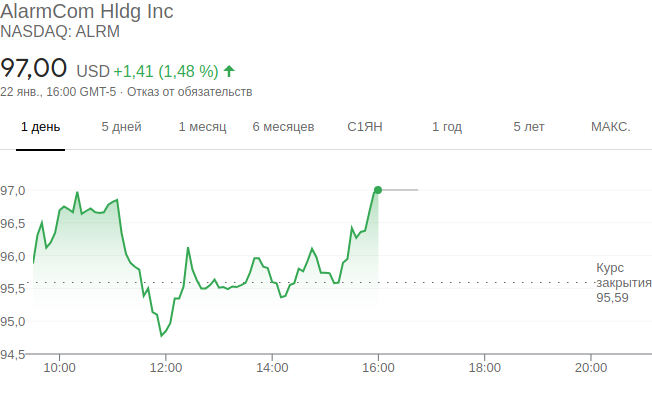 AlarmCom Hldg Inc
NASDAQ: ALRM
97,00 USD +1,41 (1,48 %)
22 янв., 16:00 GMT-5 · Отказ от обязательств
1 день 5 дней 1 месяц 6 месяцев С1ЯН 1 год 5 лет МАКС.
97,0
96,5
96,0
95,5
95,0
94,5
Курс
закрытия
95,59
10:00 12:00 14:00 16:00 18:00 20:00